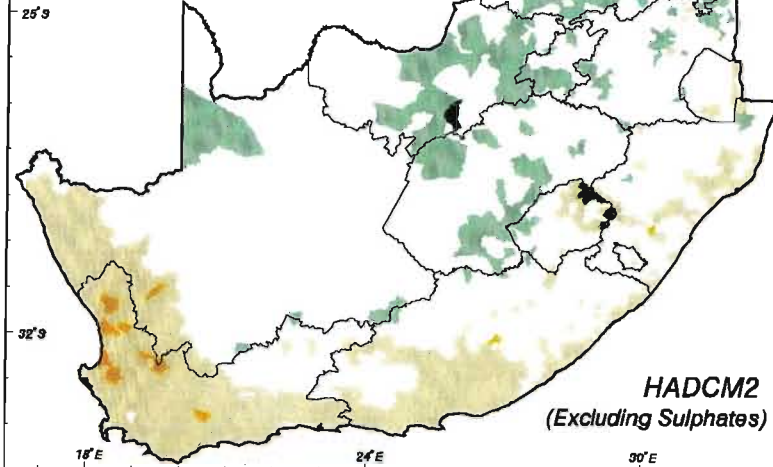 25°S
32°S
HADCM2
(Excluding Sulphates)
18°E 24°E 30°E